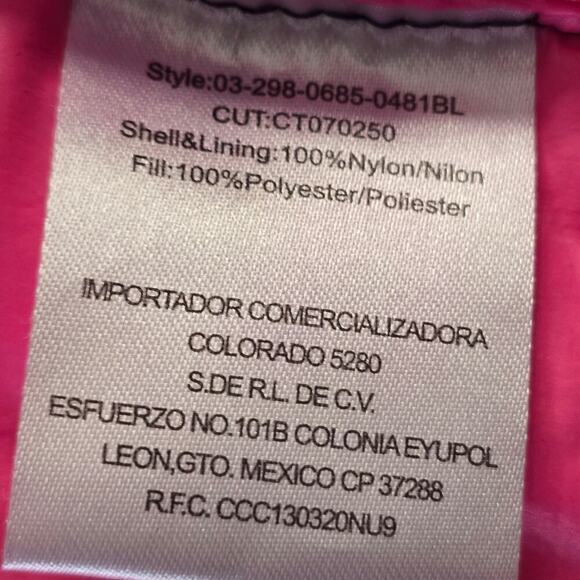 Style:03-298-0685-0481BL
CUT:CT070250
Shell&Lining:100%Nylon/Nilon
Fill:100%Polyester/Poliester
IMPORTADOR COMERCIALIZADORA
COLORADO 5280
S.DE R.L. DE C.V.
ESFUERZO NO.101B COLONIA EYUPOL
LEON,GTO. MEXICO CP 37288
R.F.C. CCC130320NU9